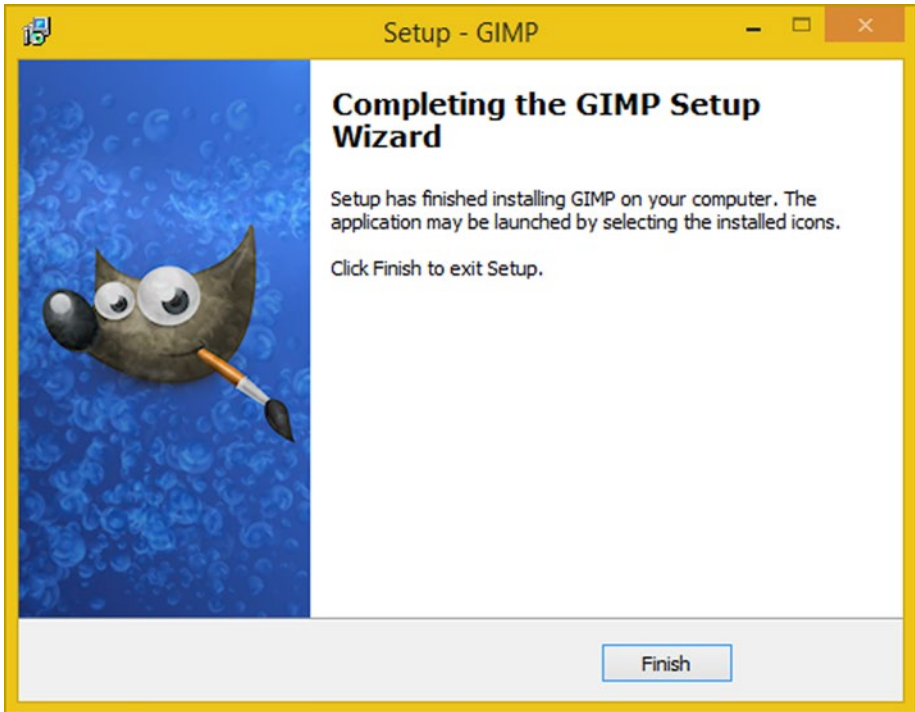 Setup - GIMP
Completing the GIMP Setup
Wizard
Setup has finished installing GIMP on your computer. The
application may be launched by selecting the installed icons.
Click Finish to exit Setup.
Finish